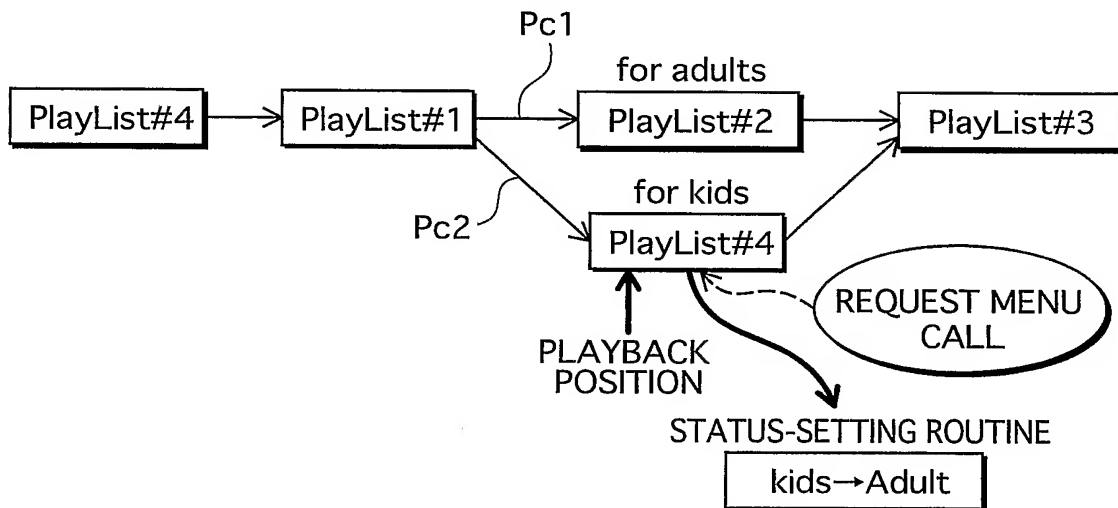 Pc1
for adults
PlayList#4
PlayList#1
PlayList#2
PlayList#3
for kids
Pc2
PlayList#4
REQUEST MENU
CALL
PLAYBACK
POSITION
STATUS-SETTING ROUTINE
kids→Adult